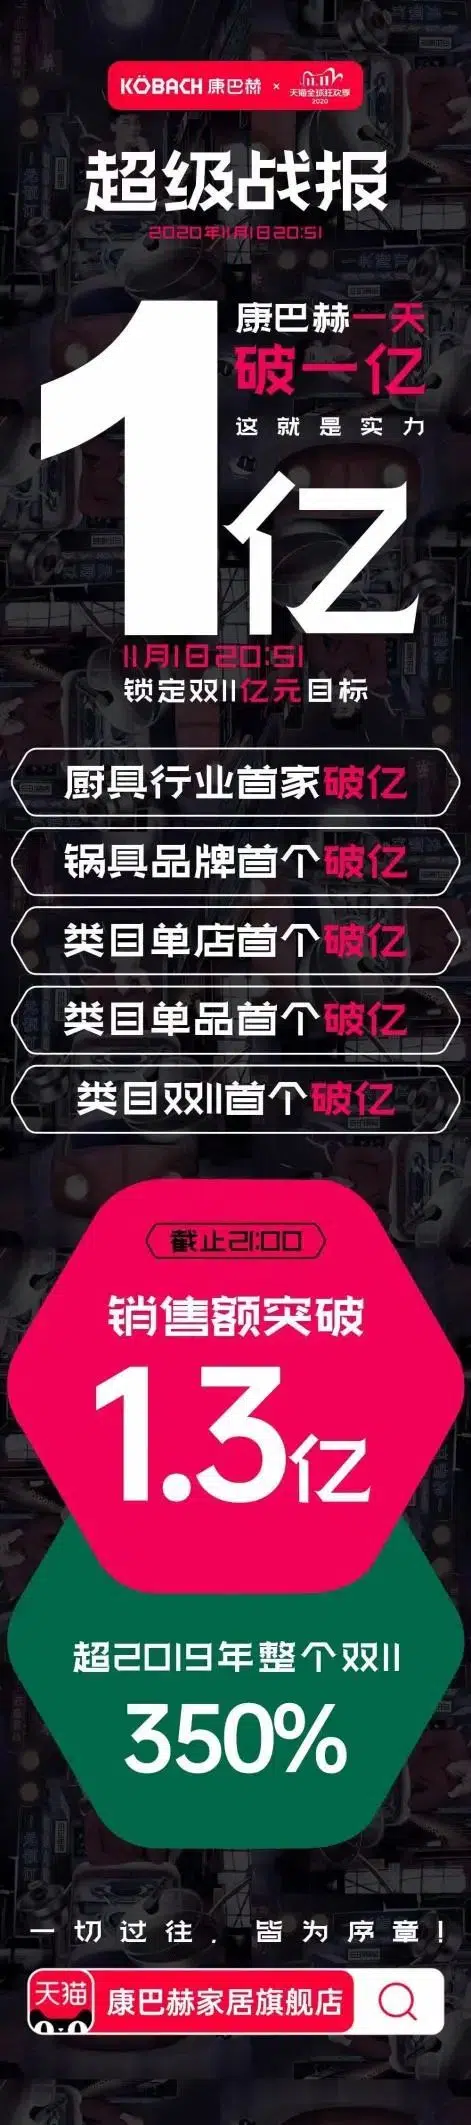 KÖBACH 康巴赫 × 11.11 天猫全球狂欢季 2020
超级战报
2020年11月1日20:51
康巴赫一天
破一亿
这就是实力
1亿
11月1日20:51
锁定双11亿元目标
厨具行业首家破亿
锅具品牌首个破亿
类目单店首个破亿
类目单品首个破亿
类目双11首个破亿
截止21:00
销售额突破
1.3亿
超2019年整个双11
350%
一切过往，皆为序章！
天猫 康巴赫家居旗舰店